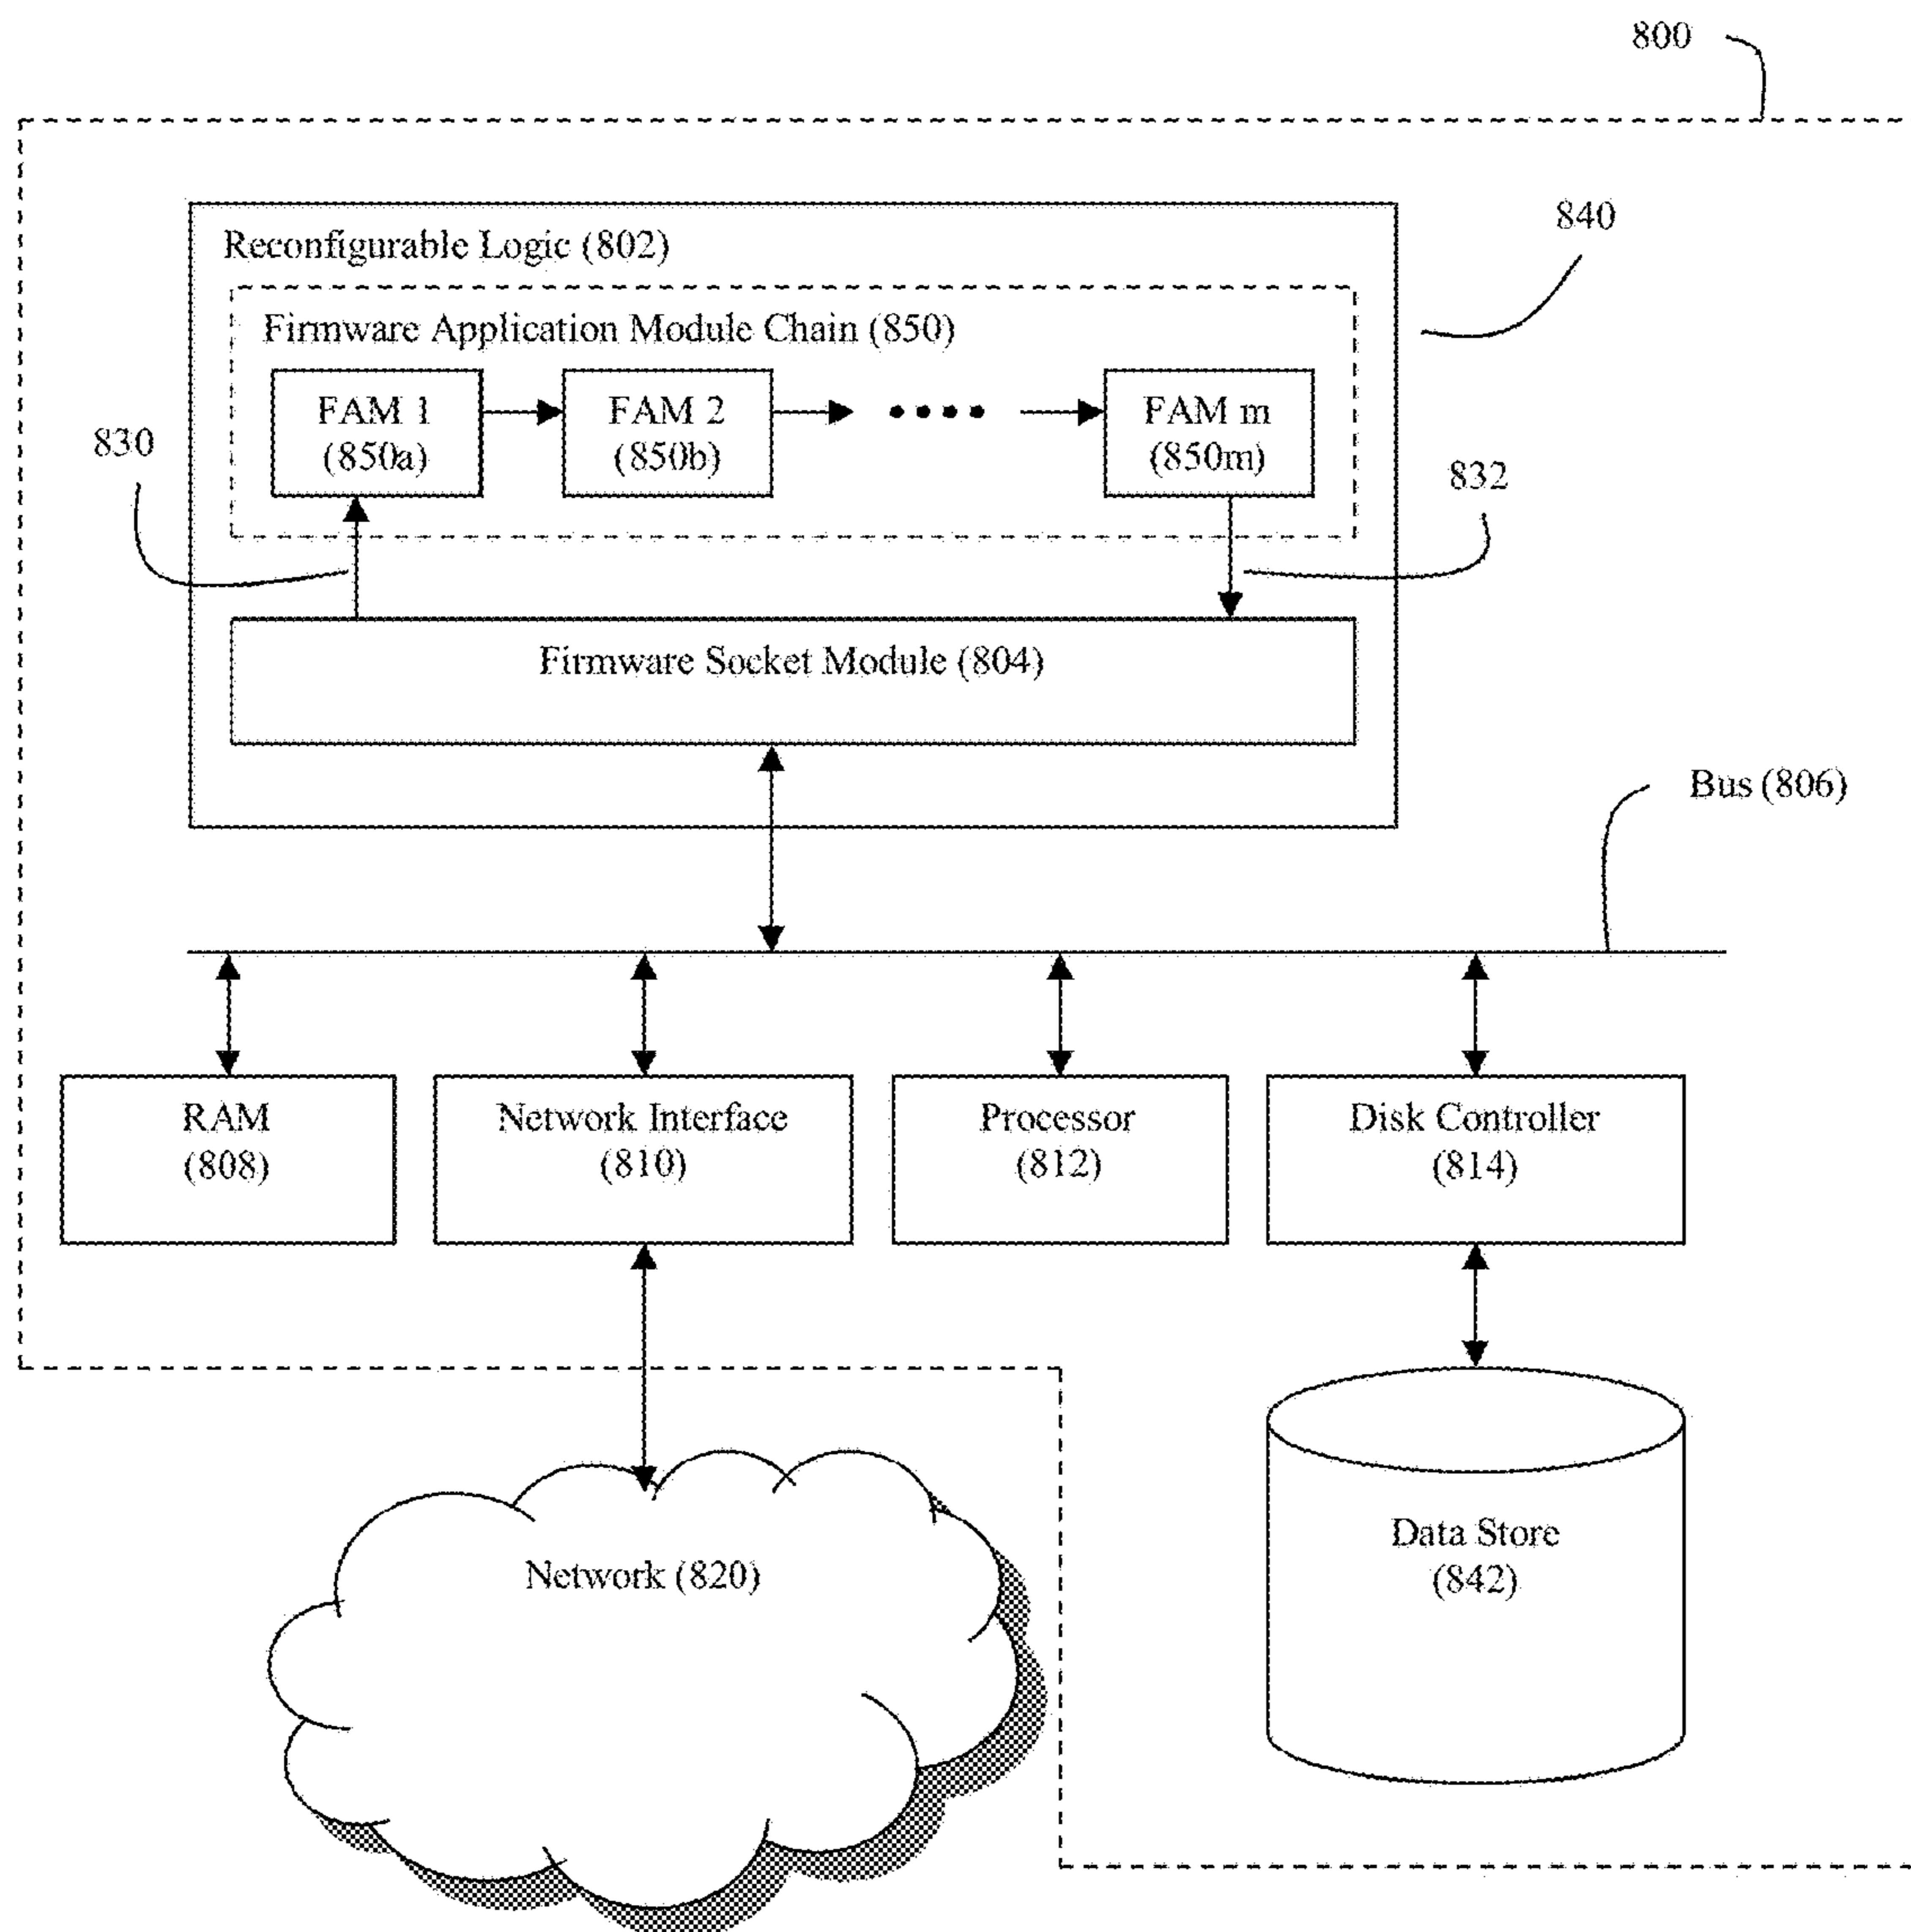 800
840
Reconfigurable Logic (802)
Firmware Application Module Chain (850)
FAM 1
(850a)
FAM 2
(850b)
FAM m
(850m)
830
832
Firmware Socket Module (804)
Bus (806)
RAM
(808)
Network Interface
(810)
Processor
(812)
Disk Controller
(814)
Network (820)
Data Store
(842)